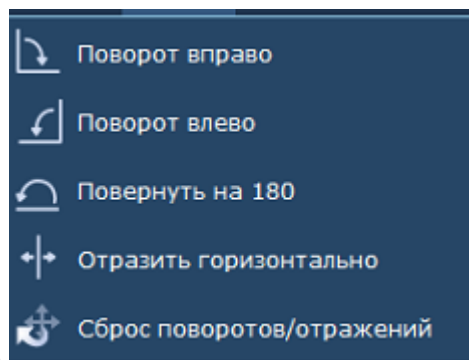 Поворот вправо
Поворот влево
Повернуть на 180
Отразить горизонтально
Сброс поворотов/отражений